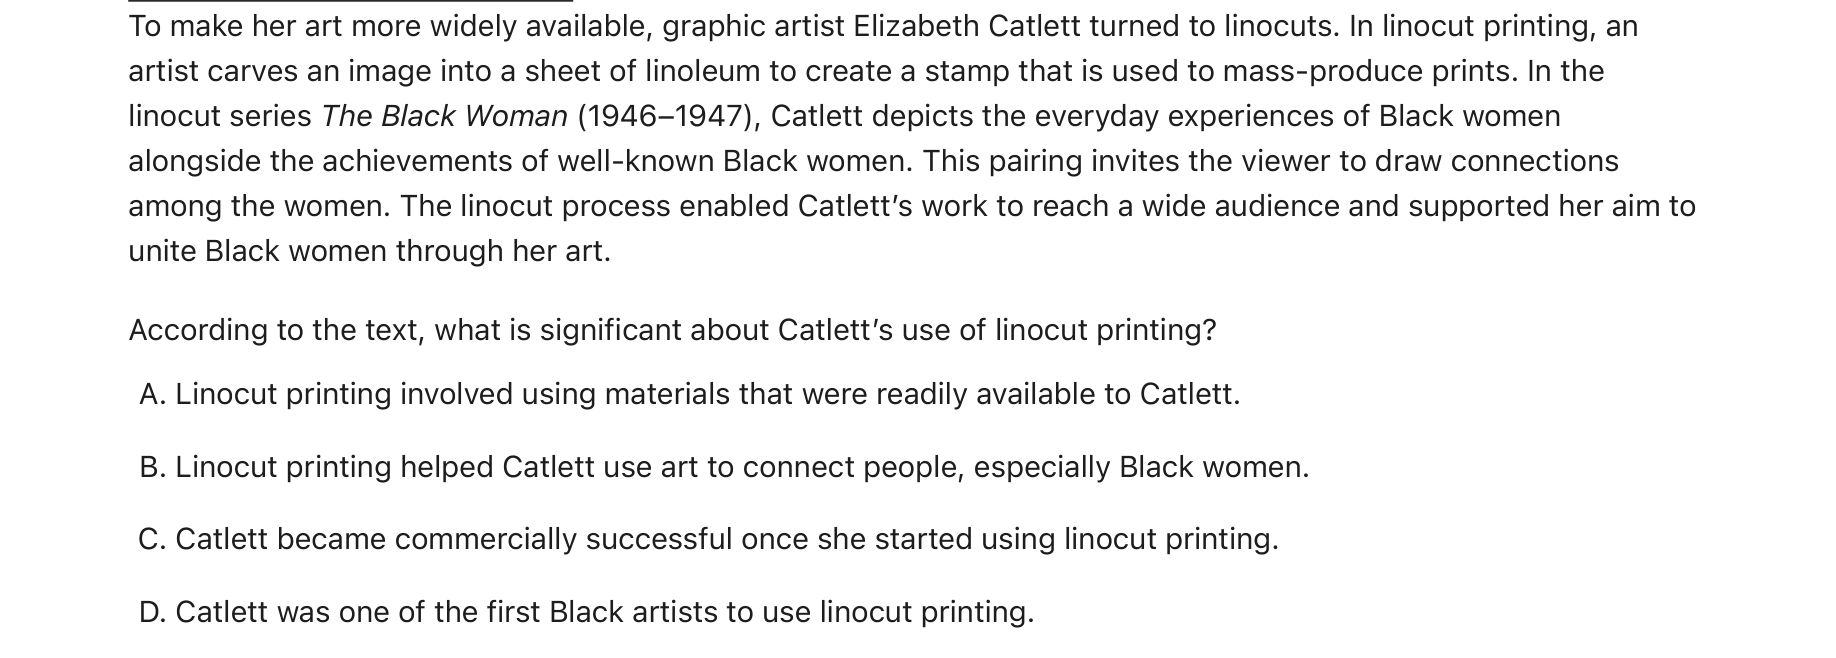 To make her art more widely available, graphic artist Elizabeth Catlett turned to linocuts. In linocut printing, an
artist carves an image into a sheet of linoleum to create a stamp that is used to mass-produce prints. In the
linocut series The Black Woman (1946–1947), Catlett depicts the everyday experiences of Black women
alongside the achievements of well-known Black women. This pairing invites the viewer to draw connections
among the women. The linocut process enabled Catlett’s work to reach a wide audience and supported her aim to
unite Black women through her art.
According to the text, what is significant about Catlett’s use of linocut printing?
A. Linocut printing involved using materials that were readily available to Catlett.
B. Linocut printing helped Catlett use art to connect people, especially Black women.
C. Catlett became commercially successful once she started using linocut printing.
D. Catlett was one of the first Black artists to use linocut printing.